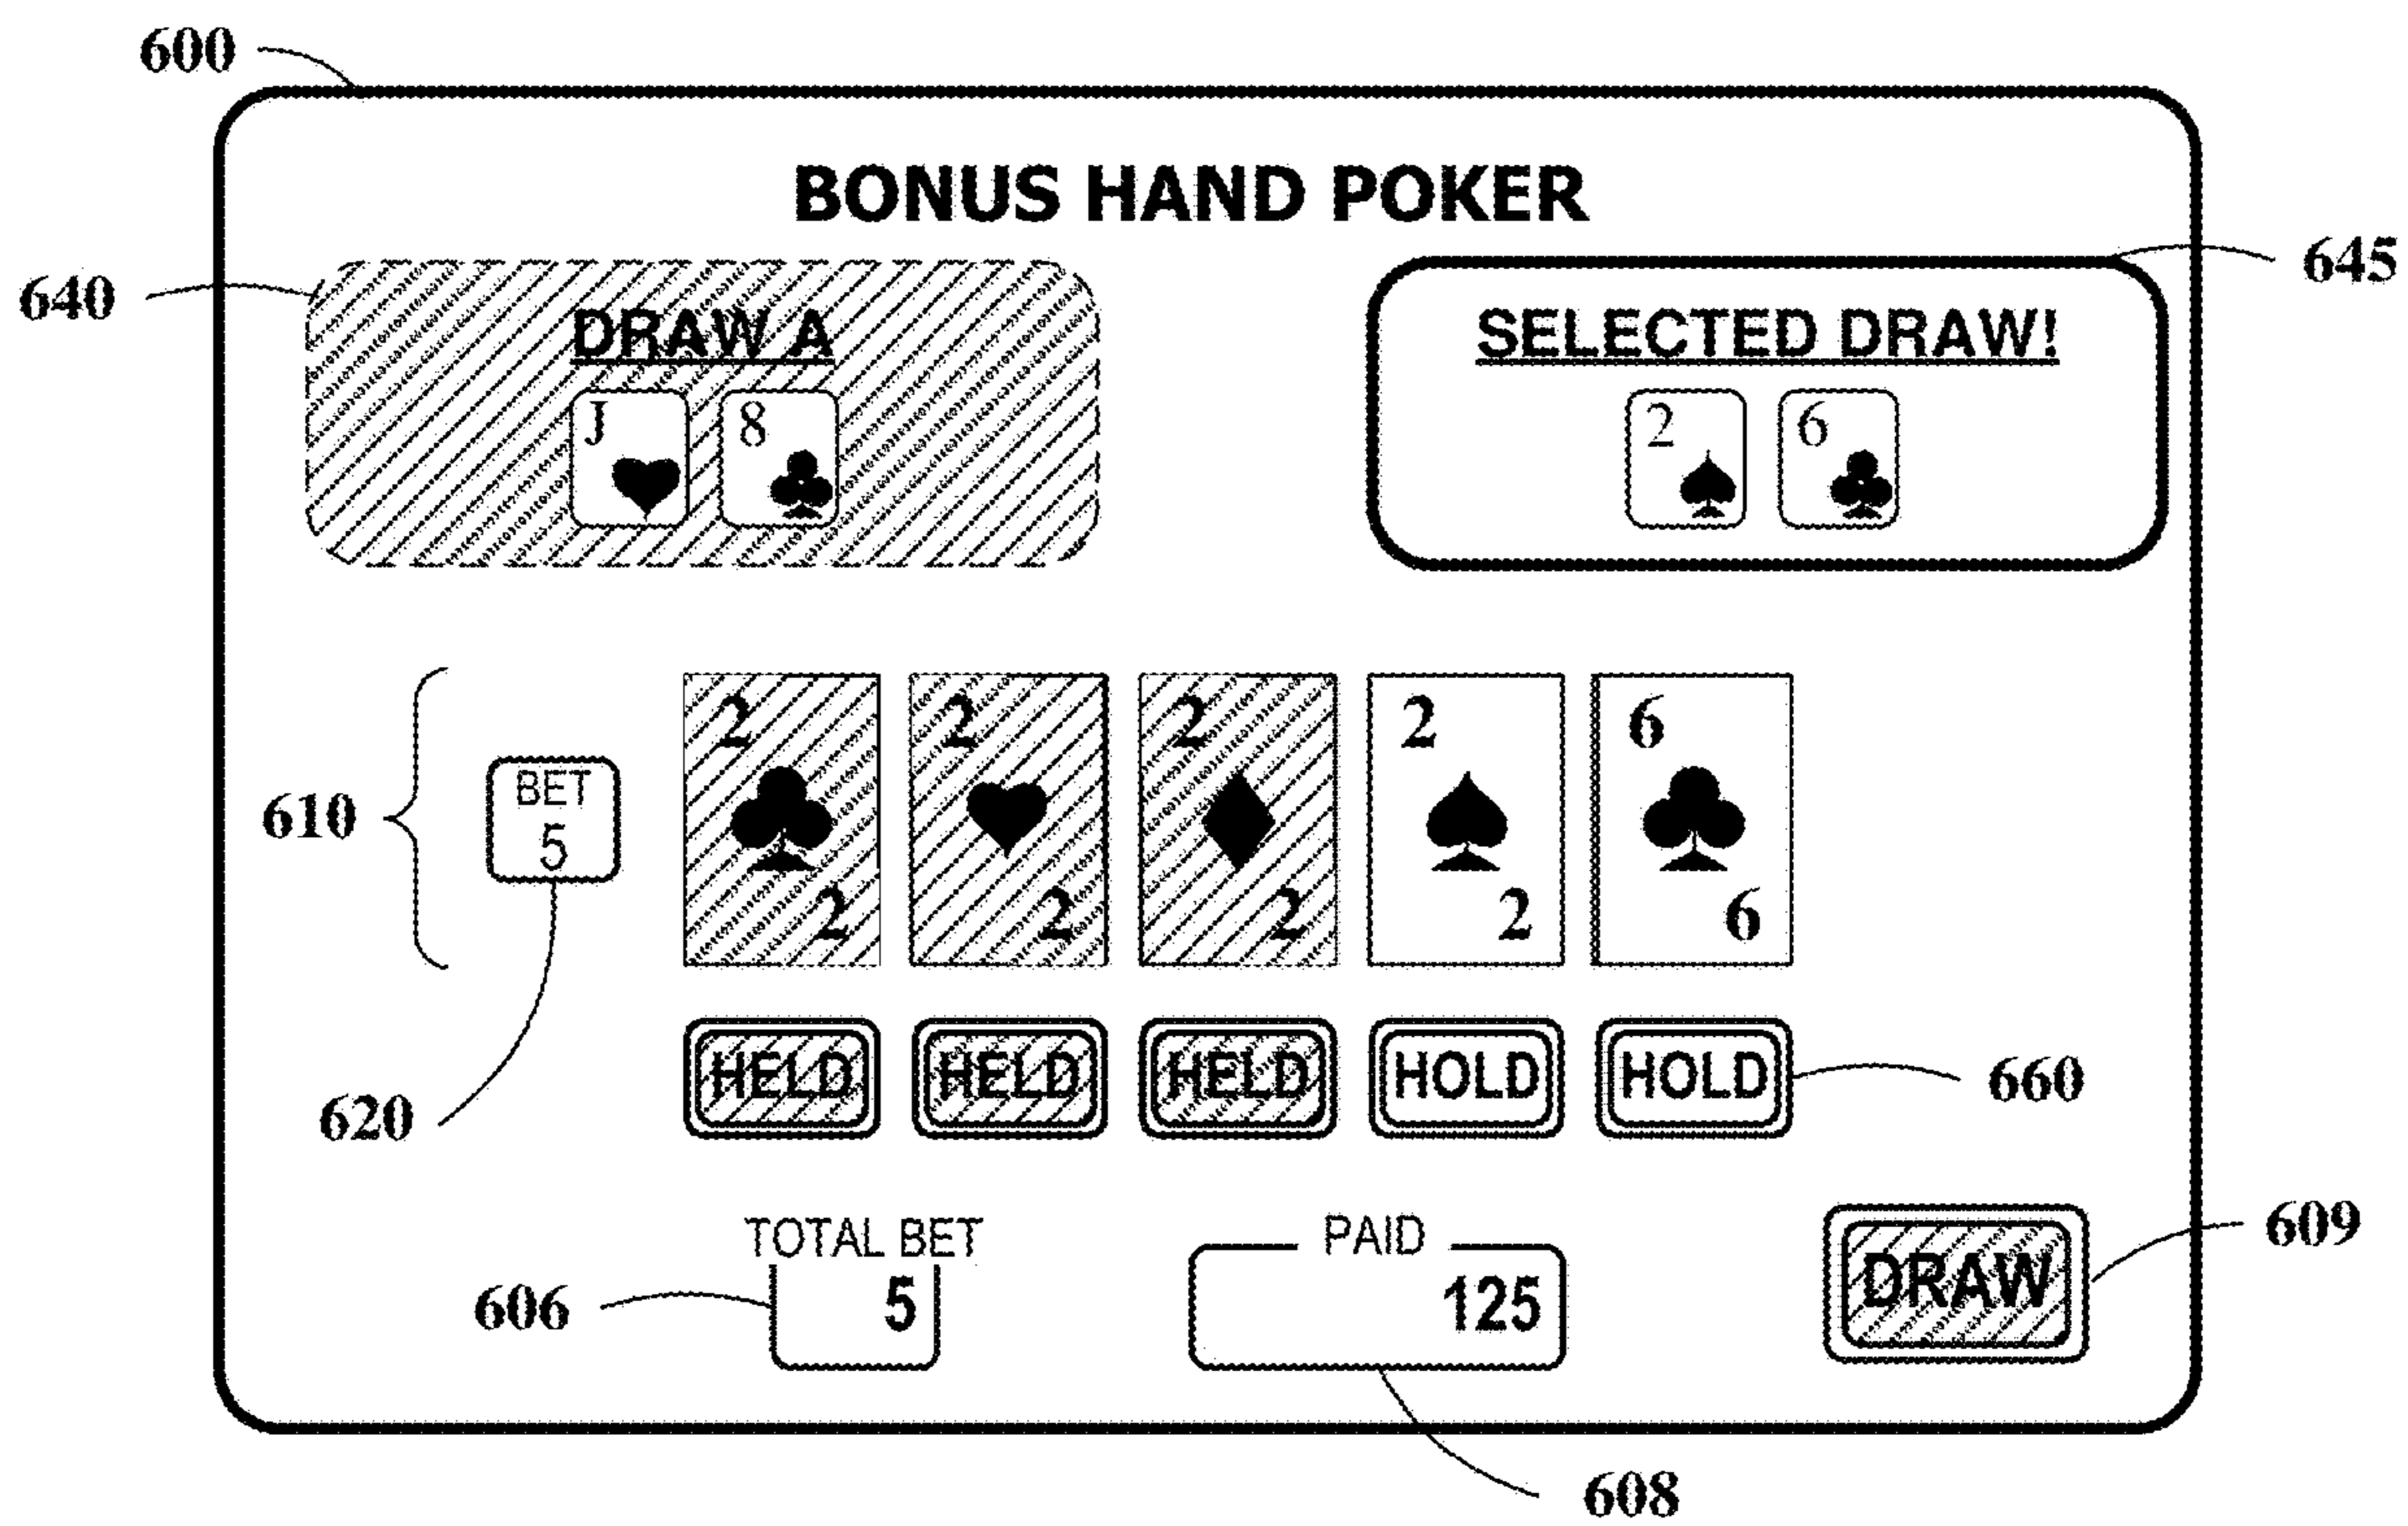 600
BONUS HAND POKER
640
645
DRAW A
SELECTED DRAW!
J 8
2 6
2 2 2 2 6
610
BET
5
2 2 2 2 6
HELD HELD HELD HOLD HOLD
660
620
TOTAL BET
PAID
609
606
5
125
DRAW
608